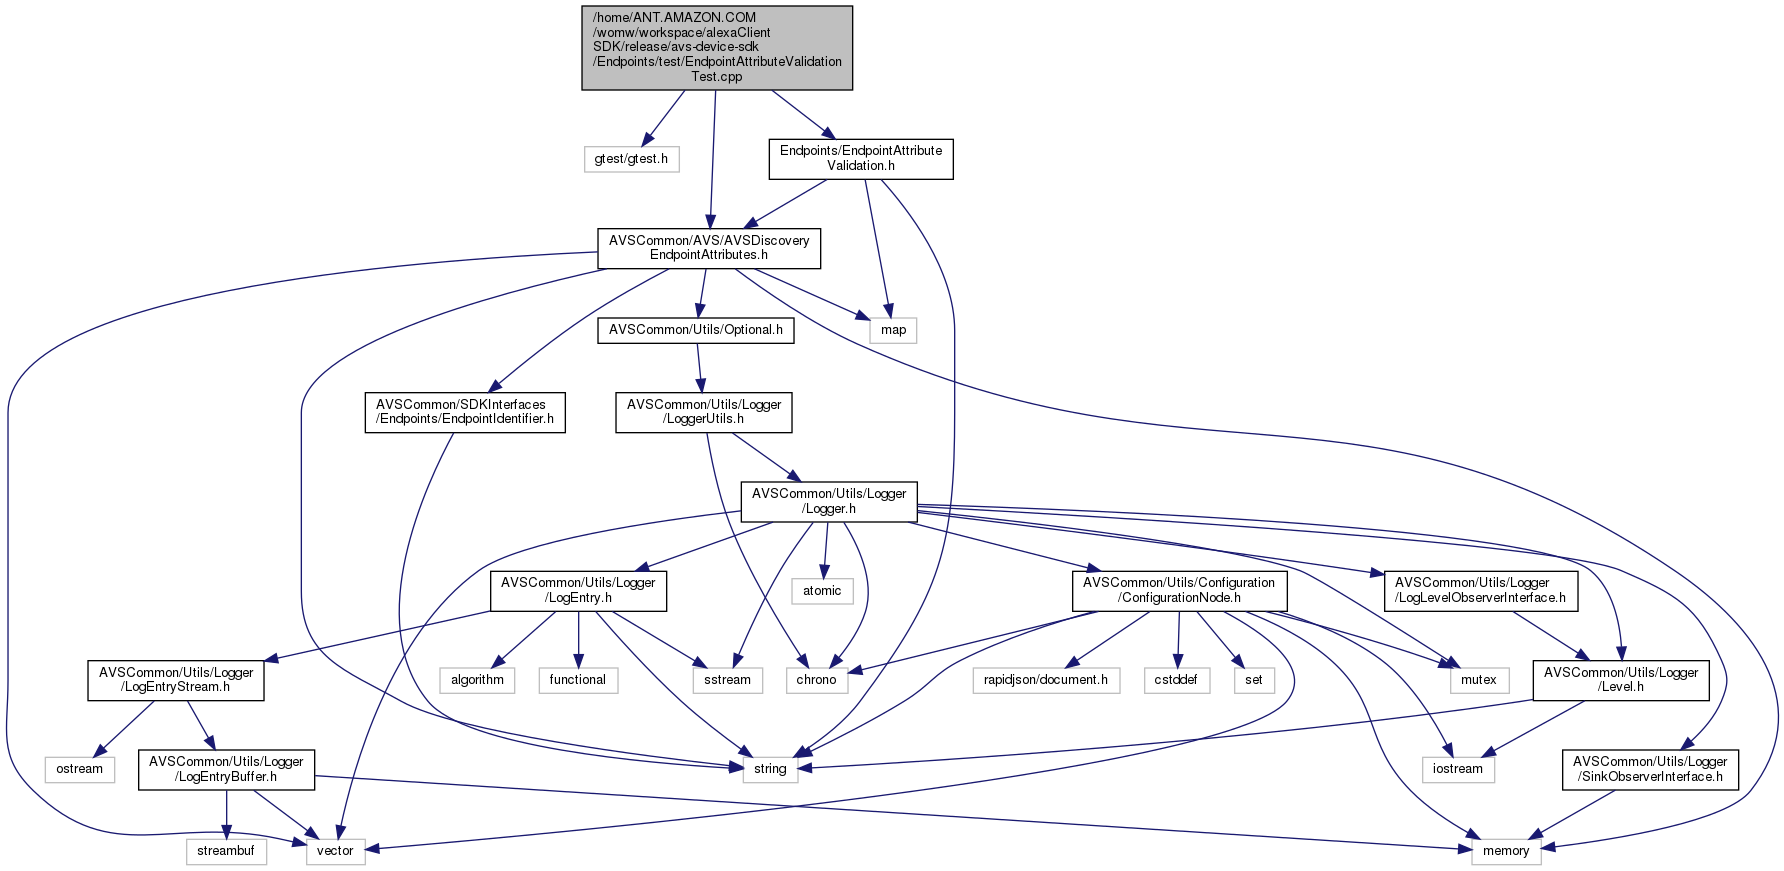 /home/ANT.AMAZON.COM
/womw/workspace/alexaClient
SDK/release/avs-device-sdk
/Endpoints/test/EndpointAttributeValidation
Test.cpp
gtest/gtest.h
Endpoints/EndpointAttribute
Validation.h
AVSCommon/AVS/AVSDiscovery
EndpointAttributes.h
AVSCommon/Utils/Optional.h
map
AVSCommon/SDKInterfaces
/Endpoints/EndpointIdentifier.h
AVSCommon/Utils/Logger
/LoggerUtils.h
AVSCommon/Utils/Logger
/Logger.h
AVSCommon/Utils/Logger
/LogEntry.h
atomic
AVSCommon/Utils/Configuration
/ConfigurationNode.h
AVSCommon/Utils/Logger
/LogLevelObserverInterface.h
AVSCommon/Utils/Logger
/LogEntryStream.h
algorithm
functional
sstream
chrono
rapidjson/document.h
cstddef
set
mutex
AVSCommon/Utils/Logger
/Level.h
ostream
AVSCommon/Utils/Logger
/LogEntryBuffer.h
string
iostream
AVSCommon/Utils/Logger
/SinkObserverInterface.h
streambuf
vector
memory